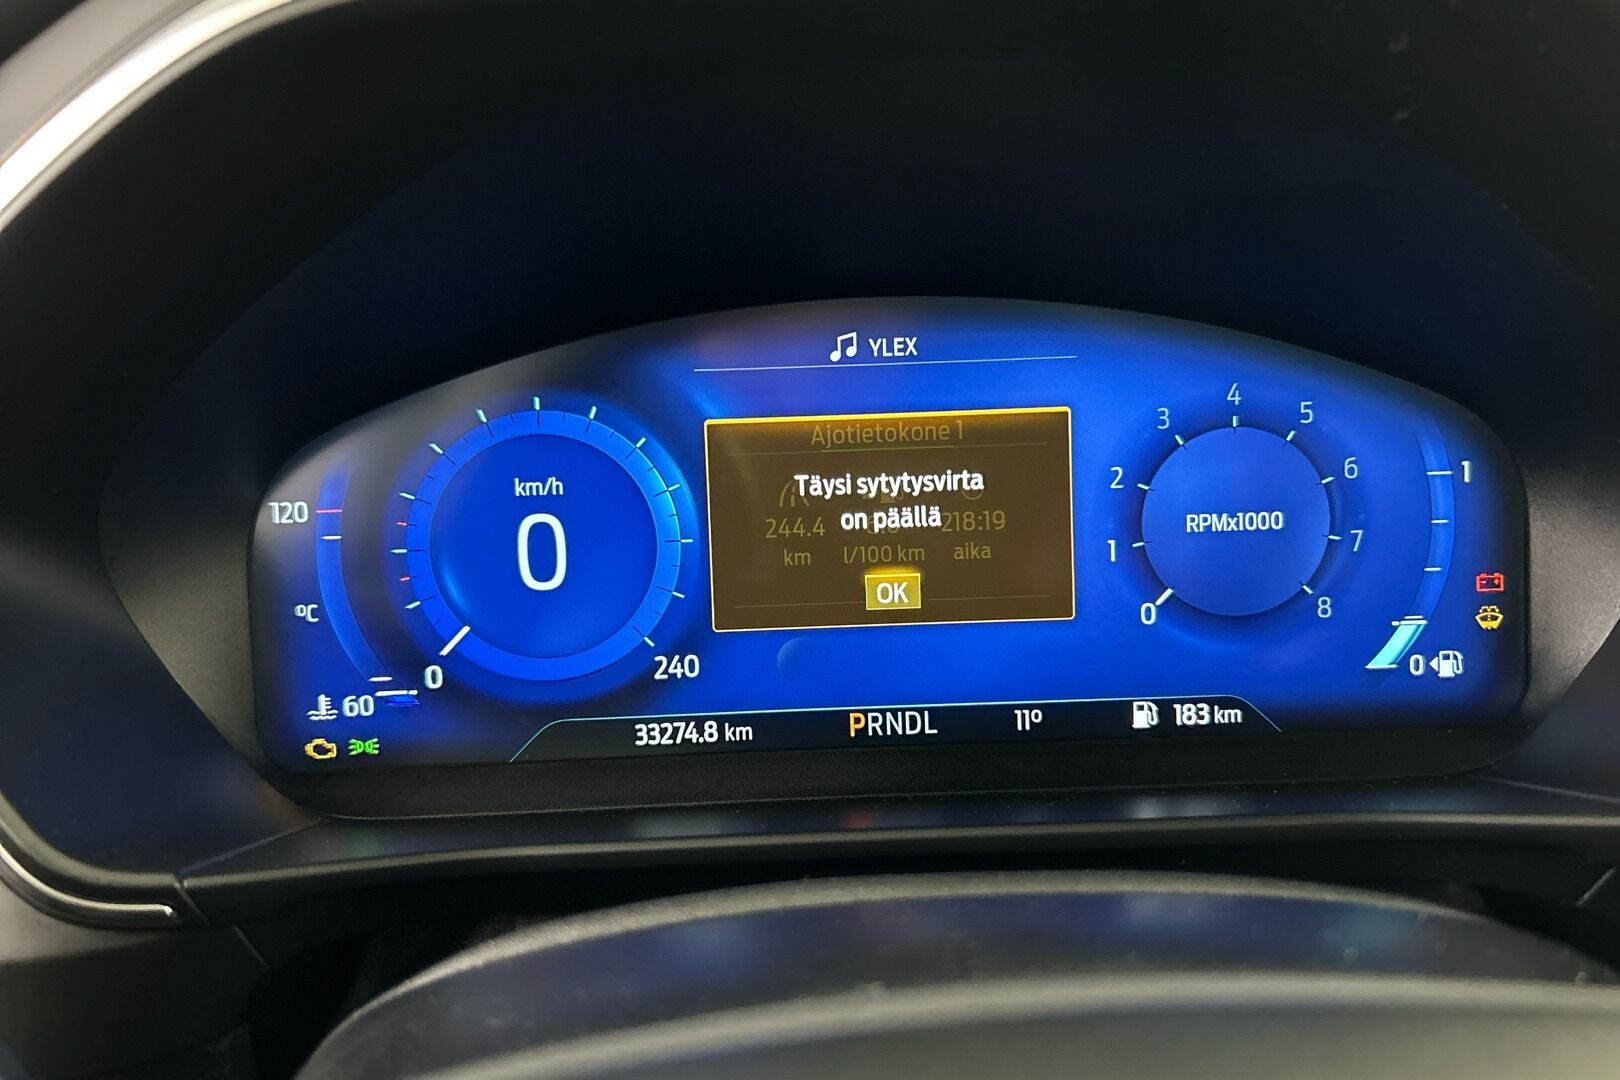 YLEX
Ajotietokone 1
Täysi sytytysvirta
on päällä
244.4 218:19
km l/100 km aika
OK
km/h
0
0
240
120
ºC
60
0
1
2
3
4
5
6
7
8
RPMx1000
1
0
33274.8 km PRNDL 11º 183 km